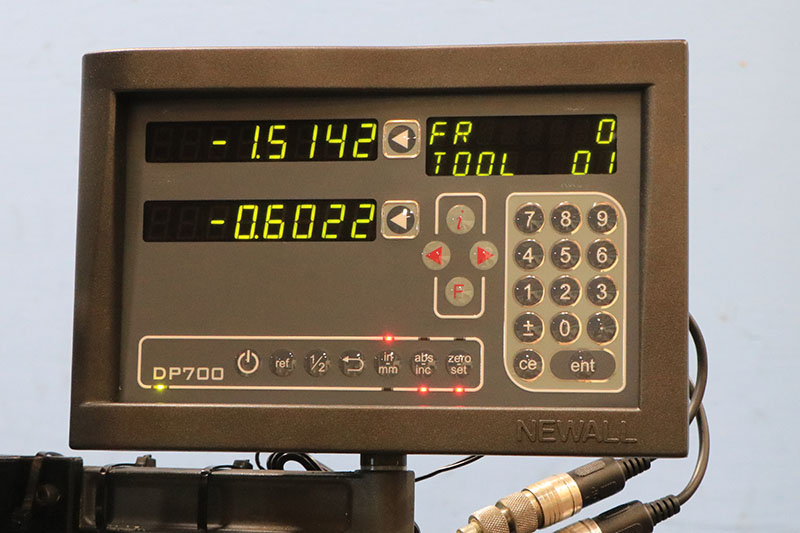 -1.5142
FR 0
TOOL 01
-0.6022
i
F
7 8 9
4 5 6
1 2 3
± 0 .
ce eht
DP700
ref 1/2 in/mm abs/inc zero set
NEWALL